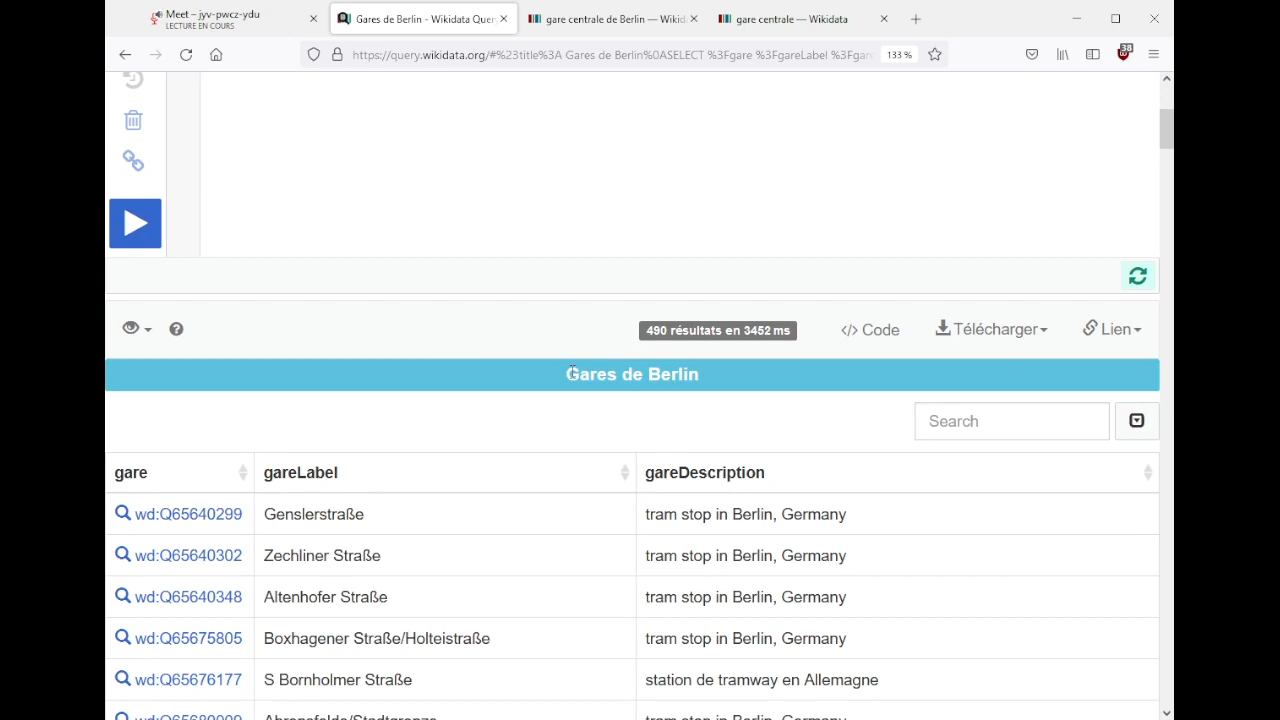 Meet – jyv-pwcz-ydu
LECTURE EN COURS
Gares de Berlin - Wikidata Quer
gare centrale de Berlin — Wikid
gare centrale — Wikidata
https://query.wikidata.org/#%23title%3A Gares de Berlin%0ASELECT %3Fgare %3FgareLabel %3Fgar
133 %
38
490 résultats en 3452 ms
</> Code
Télécharger
Lien
Gares de Berlin
Search
gare gareLabel gareDescription
wd:Q65640299 Genslerstraße tram stop in Berlin, Germany
wd:Q65640302 Zechliner Straße tram stop in Berlin, Germany
wd:Q65640348 Altenhofer Straße tram stop in Berlin, Germany
wd:Q65675805 Boxhagener Straße/Holteistraße tram stop in Berlin, Germany
wd:Q65676177 S Bornholmer Straße station de tramway en Allemagne